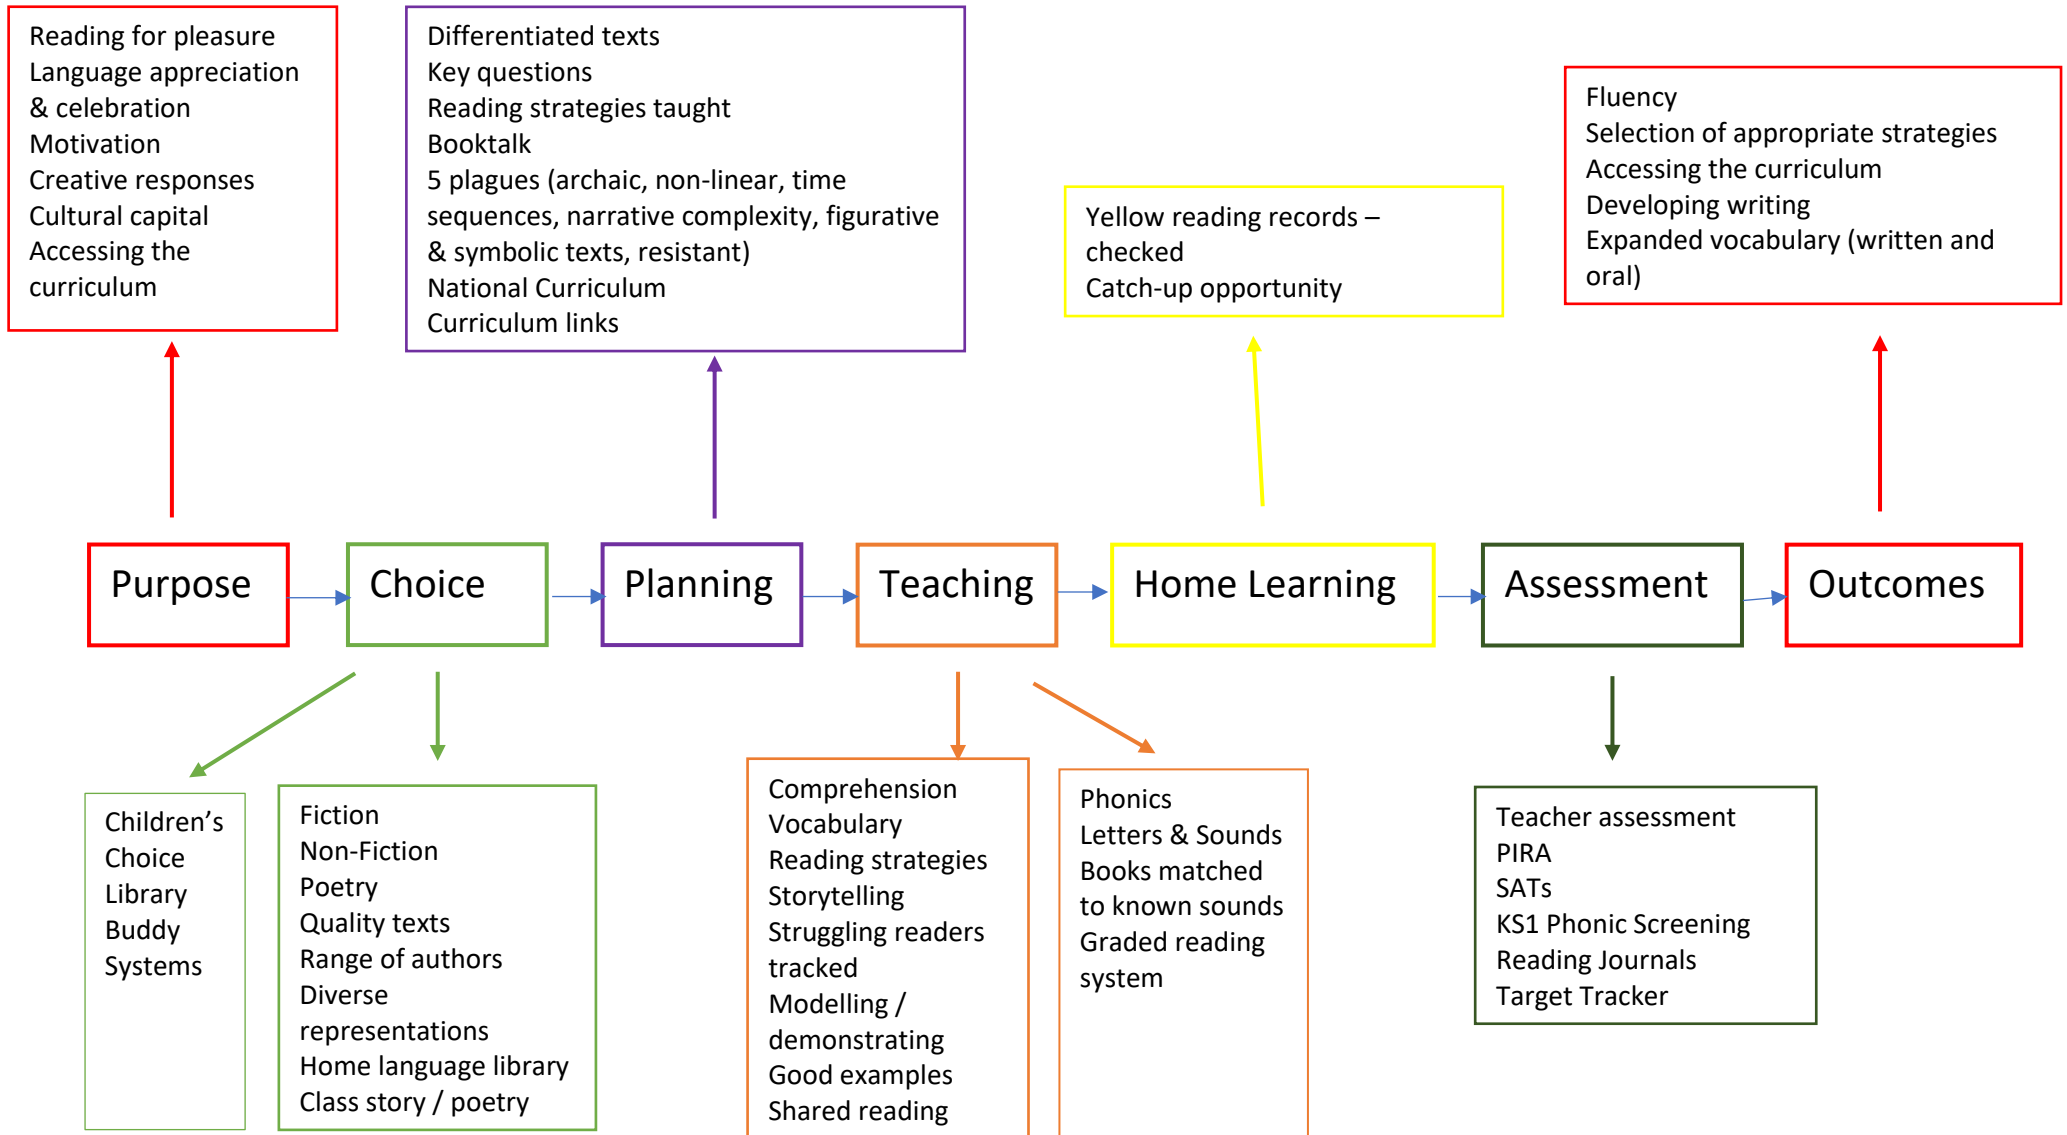 Reading for pleasure
Language appreciation
& celebration
Motivation
Creative responses
Cultural capital
Accessing the
curriculum
Differentiated texts
Key questions
Reading strategies taught
Booktalk
5 plagues (archaic, non-linear, time
sequences, narrative complexity, figurative
& symbolic texts, resistant)
National Curriculum
Curriculum links
Yellow reading records –
checked
Catch-up opportunity
Fluency
Selection of appropriate strategies
Accessing the curriculum
Developing writing
Expanded vocabulary (written and
oral)
Purpose
Choice
Planning
Teaching
Home Learning
Assessment
Outcomes
Children’s
Choice
Library
Buddy
Systems
Fiction
Non-Fiction
Poetry
Quality texts
Range of authors
Diverse
representations
Home language library
Class story / poetry
Comprehension
Vocabulary
Reading strategies
Storytelling
Struggling readers
tracked
Modelling /
demonstrating
Good examples
Shared reading
Phonics
Letters & Sounds
Books matched
to known sounds
Graded reading
system
Teacher assessment
PIRA
SATs
KS1 Phonic Screening
Reading Journals
Target Tracker